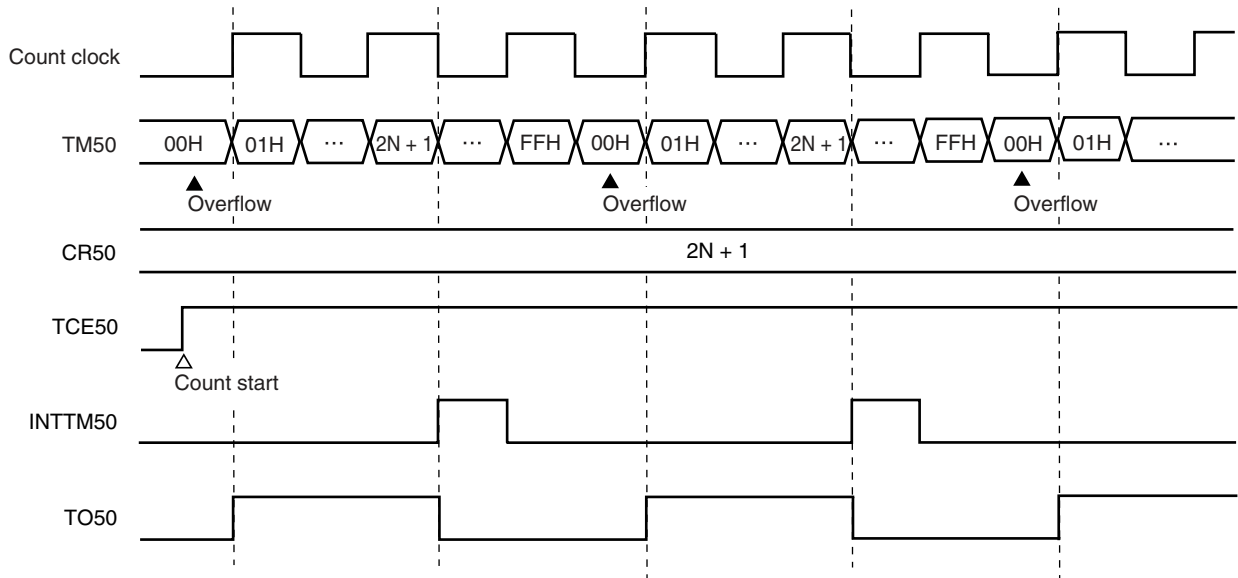 Count clock
TM50 00H 01H ... 2N + 1 ... FFH 00H 01H ... 2N + 1 ... FFH 00H 01H ...
Overflow Overflow Overflow
CR50 2N + 1
TCE50
Count start
INTTM50
TO50